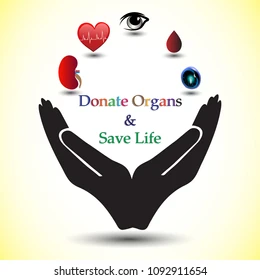 Donate Organs
&
Save Life
shutterstock.com · 1092911654